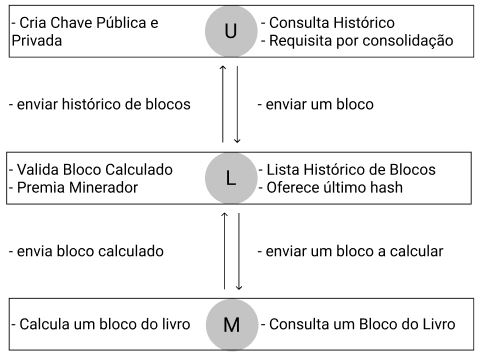 - Cria Chave Pública e
Privada
U
- Consulta Histórico
- Requisita por consolidação
- enviar histórico de blocos
- enviar um bloco
- Valida Bloco Calculado
- Premia Minerador
L
- Lista Histórico de Blocos
- Oferece último hash
- envia bloco calculado
- enviar um bloco a calcular
- Calcula um bloco do livro
M
- Consulta um Bloco do Livro